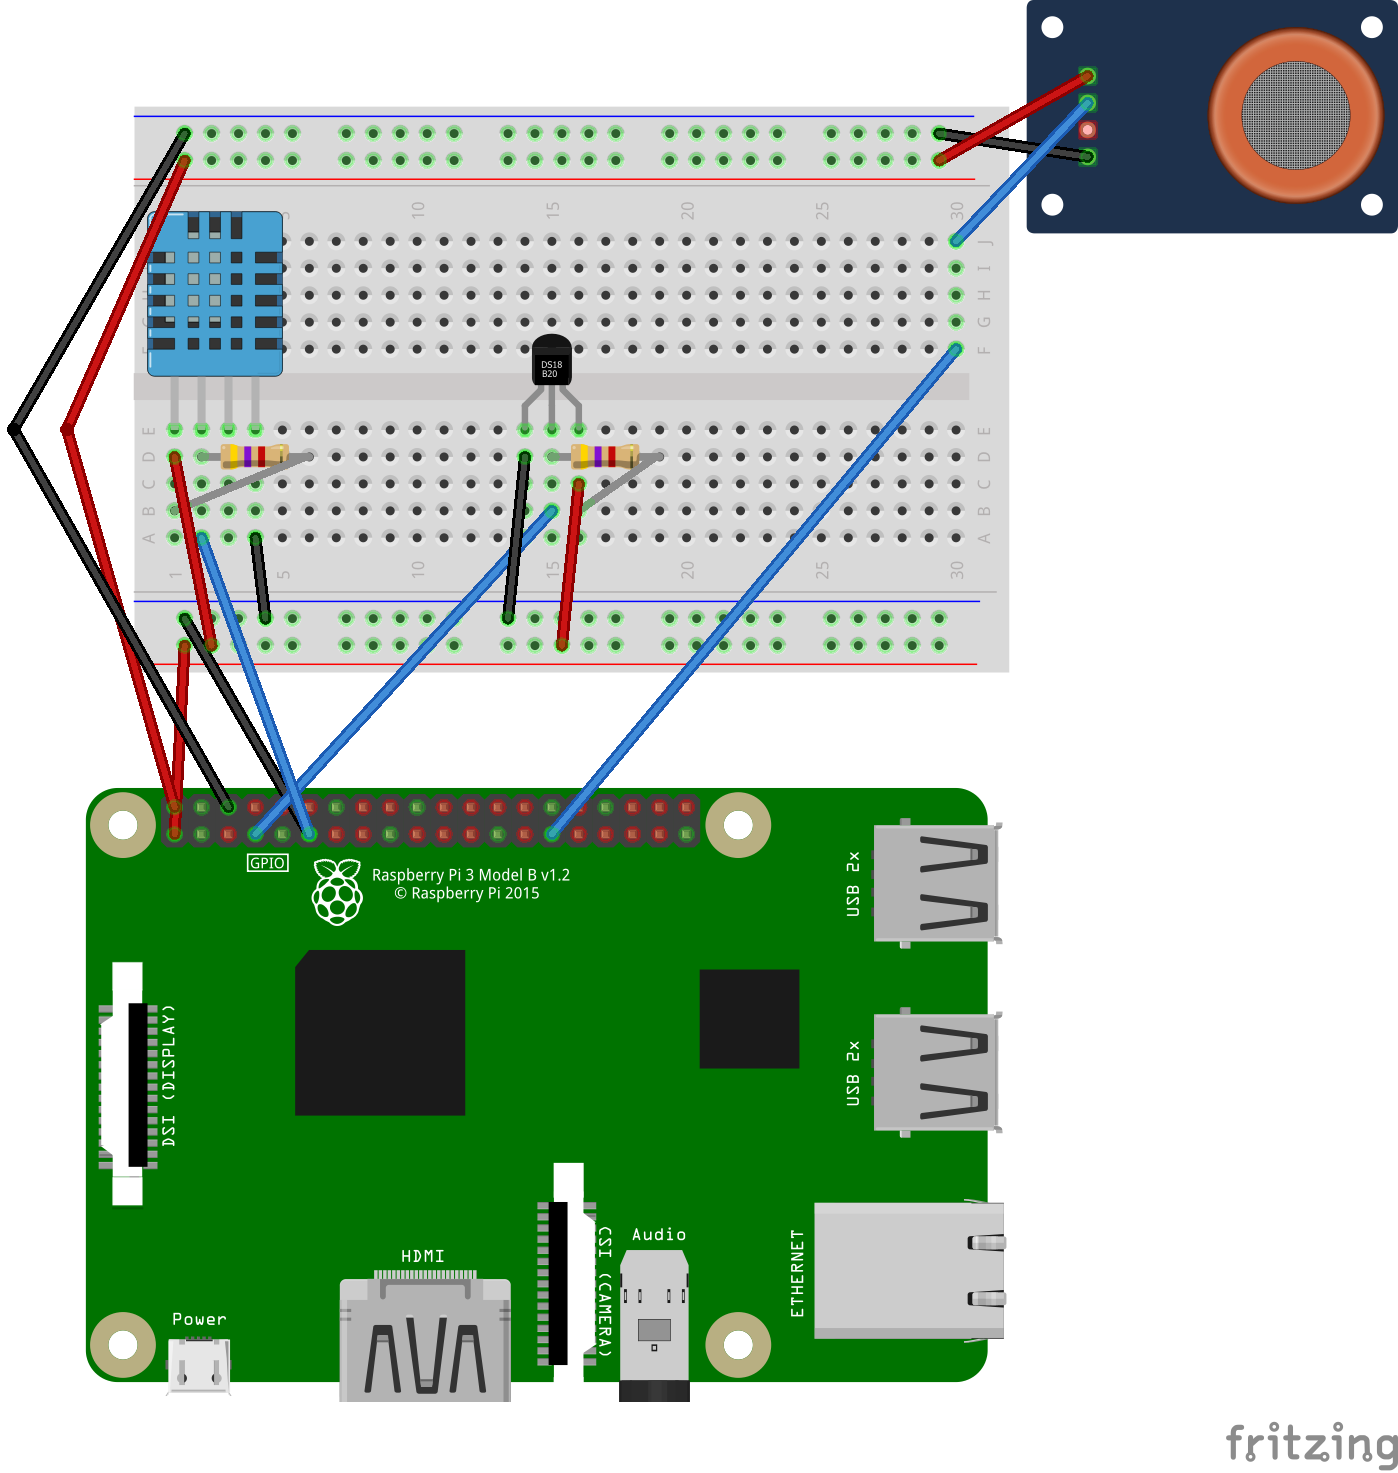 5
10
15
20
25
30
J
I
H
G
F
DS18
B20
E
D
C
B
A
E
D
C
B
A
1
5
10
15
20
25
30
GPIO
Raspberry Pi 3 Model B v1.2
© Raspberry Pi 2015
USB 2x
USB 2x
DSI (DISPLAY)
CSI (CAMERA)
Audio
HDMI
ETHERNET
Power
fritzing